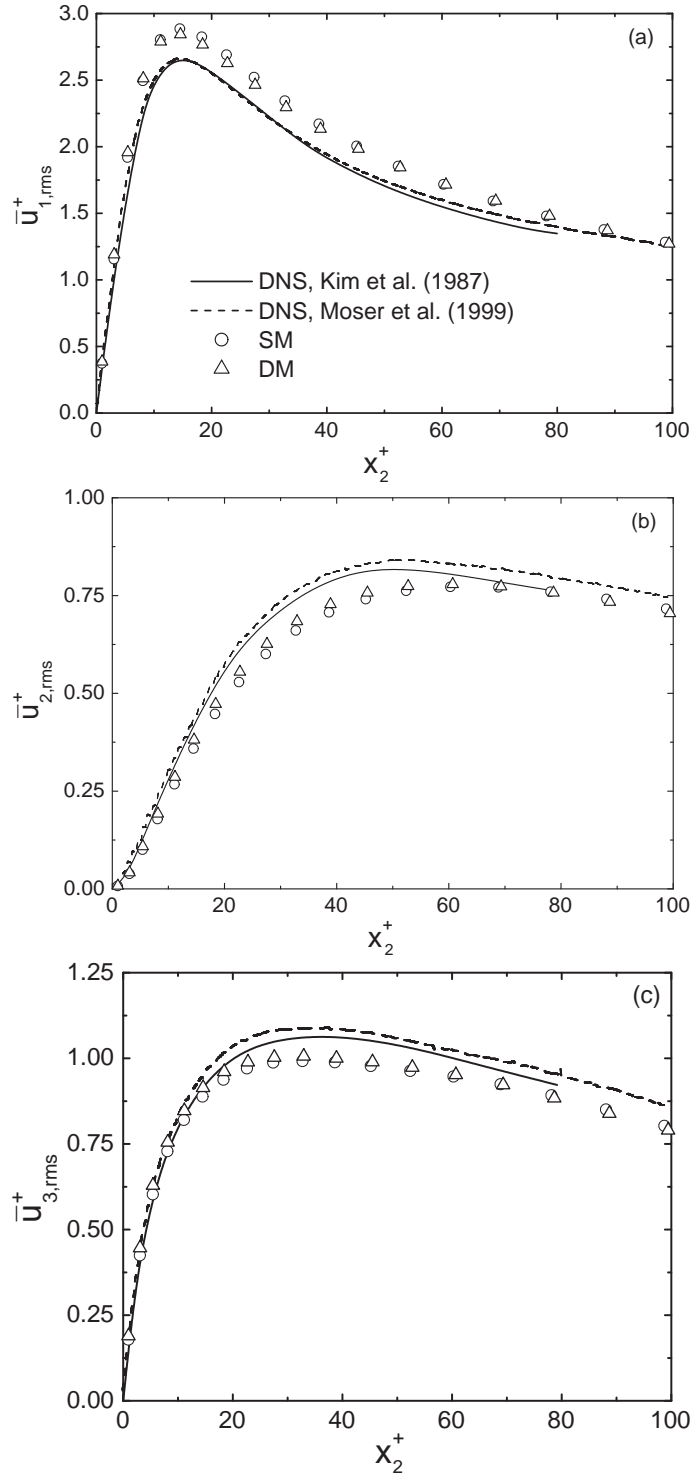 (a)
3.0
2.5
2.0
1.5
1.0
0.5
0.0
u̅⁺1,rms
DNS, Kim et al. (1987)
DNS, Moser et al. (1999)
SM
DM
0 20 40 60 80 100
x₂⁺
(b)
1.00
0.75
0.50
0.25
0.00
u̅⁺2,rms
0 20 40 60 80 100
x₂⁺
(c)
1.25
1.00
0.75
0.50
0.25
0.00
u̅⁺3,rms
0 20 40 60 80 100
x₂⁺